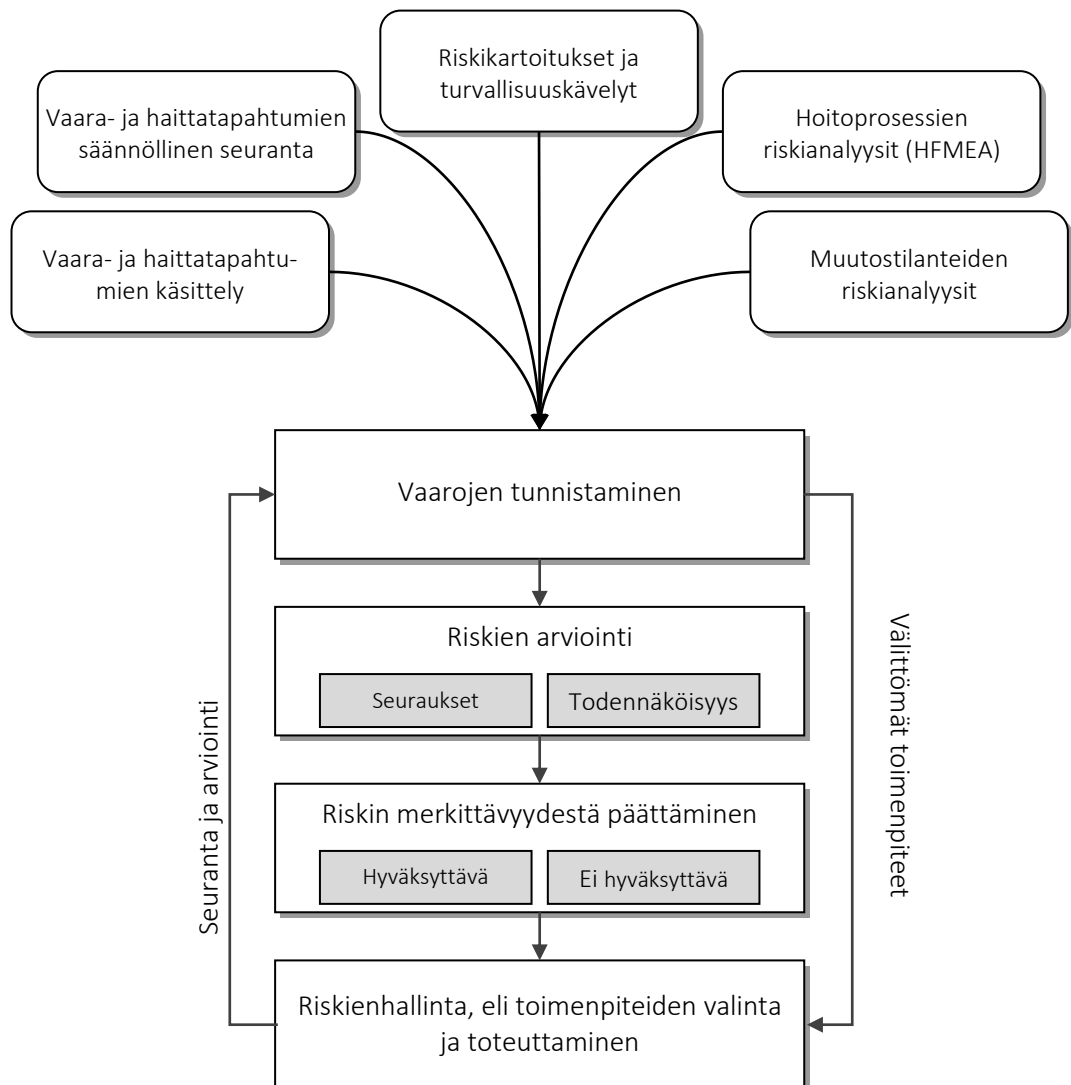 Riskikartoitukset ja
turvallisuuskävelyt
Vaara- ja haittatapahtumien
säännöllinen seuranta
Hoitoprosessien
riskianalyysit (HFMEA)
Vaara- ja haittatapahtu-
mien käsittely
Muutostilanteiden
riskianalyysit
Vaarojen tunnistaminen
Riskien arviointi
Seuraukset
Todennäköisyys
Riskin merkittävyydestä päättäminen
Hyväksyttävä
Ei hyväksyttävä
Riskienhallinta, eli toimenpiteiden valinta
ja toteuttaminen
Seuranta ja arviointi
Välittömät toimenpiteet